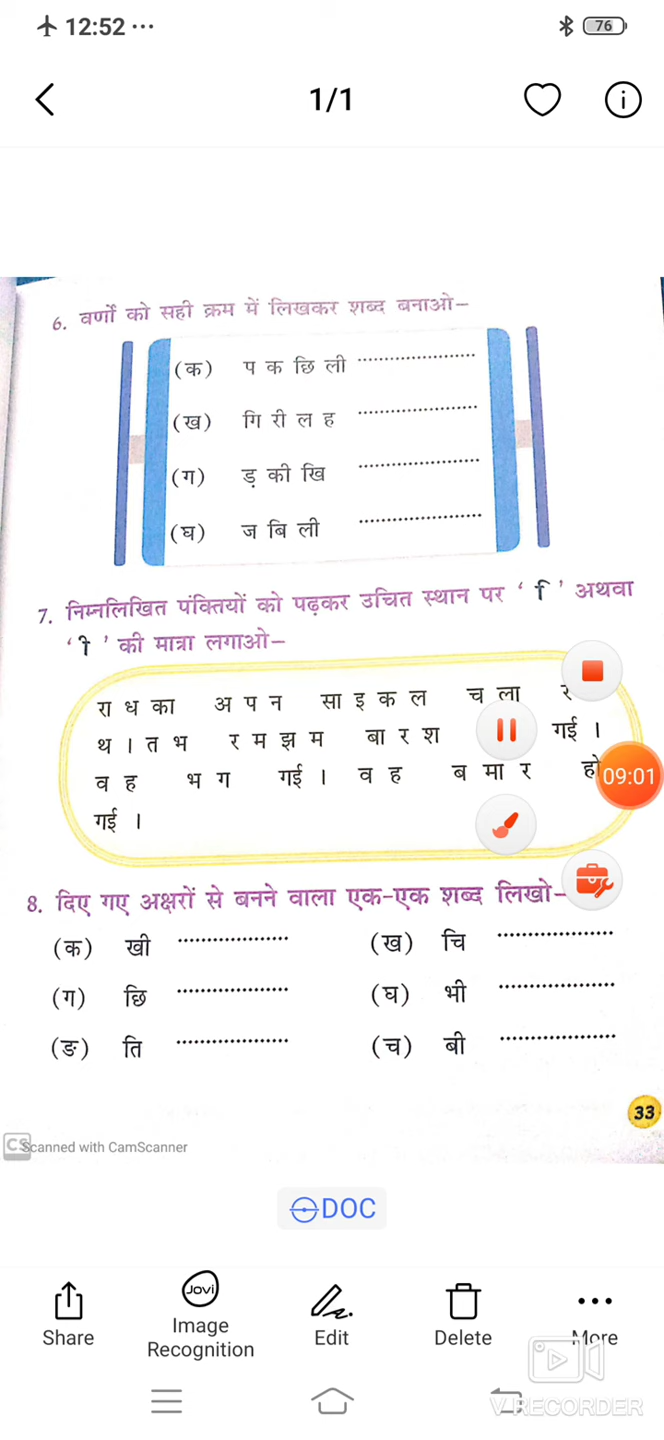 12:52 ...
76
1/1
6. वर्णों को सही क्रम में लिखकर शब्द बनाओ–
(क) प क छि ली ....................
(ख) गि री ल ह ....................
(ग) ड़ की खि ....................
(घ) ज बि ली ....................
7. निम्नलिखित पंक्तियों को पढ़कर उचित स्थान पर ‘ ि ’ अथवा
‘ ी ’ की मात्रा लगाओ–
रा ध का अ प न सा इ क ल च ला र
थ । त भ र म झ म बा र श गई ।
व ह भ ग गई । व ह ब मा र हो
09:01
गई ।
8. दिए गए अक्षरों से बनने वाला एक-एक शब्द लिखो–
(क) खी .................... (ख) चि ....................
(ग) छि .................... (घ) भी ....................
(ङ) ति .................... (च) बी ....................
33
CS Scanned with CamScanner
DOC
Jovi
Share Image Recognition Edit Delete More
V RECORDER